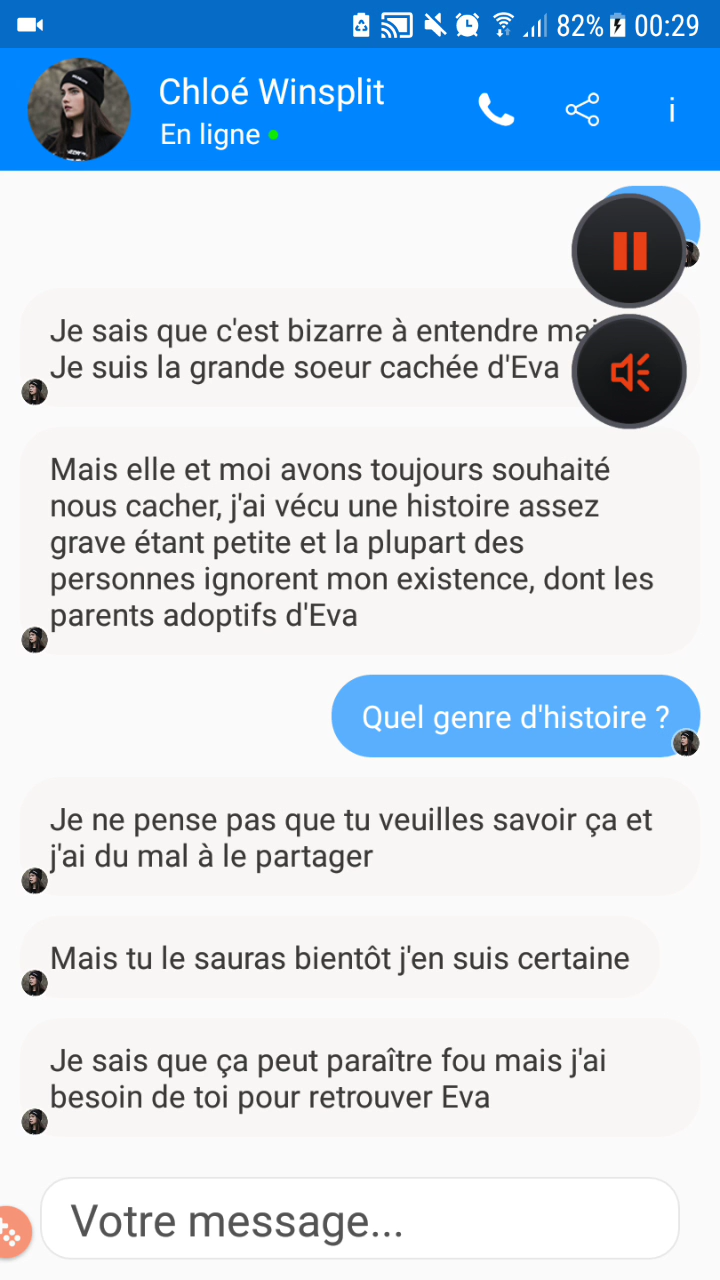 82% 00:29
Chloé Winsplit
En ligne
i
Je sais que c'est bizarre à entendre
Je suis la grande soeur cachée d'Eva
Mais elle et moi avons toujours souhaité
nous cacher, j'ai vécu une histoire assez
grave étant petite et la plupart des
personnes ignorent mon existence, dont les
parents adoptifs d'Eva
Quel genre d'histoire ?
Je ne pense pas que tu veuilles savoir ça et
j'ai du mal à le partager
Mais tu le sauras bientôt j'en suis certaine
Je sais que ça peut paraître fou mais j'ai
besoin de toi pour retrouver Eva
Votre message...